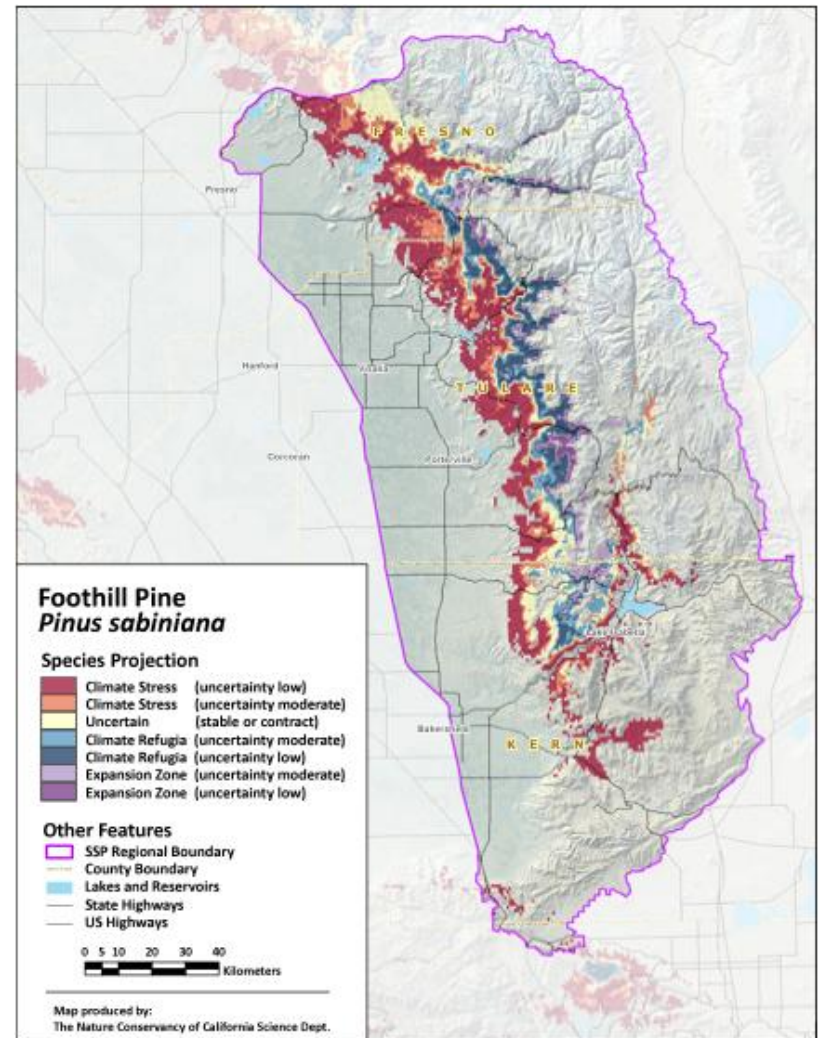 FRESNO
Fresno
Hanford
Visalia
TULARE
Corcoran
Porterville
Lake Isabella
Bakersfield
KERN
Foothill Pine
Pinus sabiniana
Species Projection
Climate Stress (uncertainty low)
Climate Stress (uncertainty moderate)
Uncertain (stable or contract)
Climate Refugia (uncertainty moderate)
Climate Refugia (uncertainty low)
Expansion Zone (uncertainty moderate)
Expansion Zone (uncertainty low)
Other Features
SSP Regional Boundary
County Boundary
Lakes and Reservoirs
State Highways
US Highways
0 5 10 20 30 40
Kilometers
Map produced by:
The Nature Conservancy of California Science Dept.